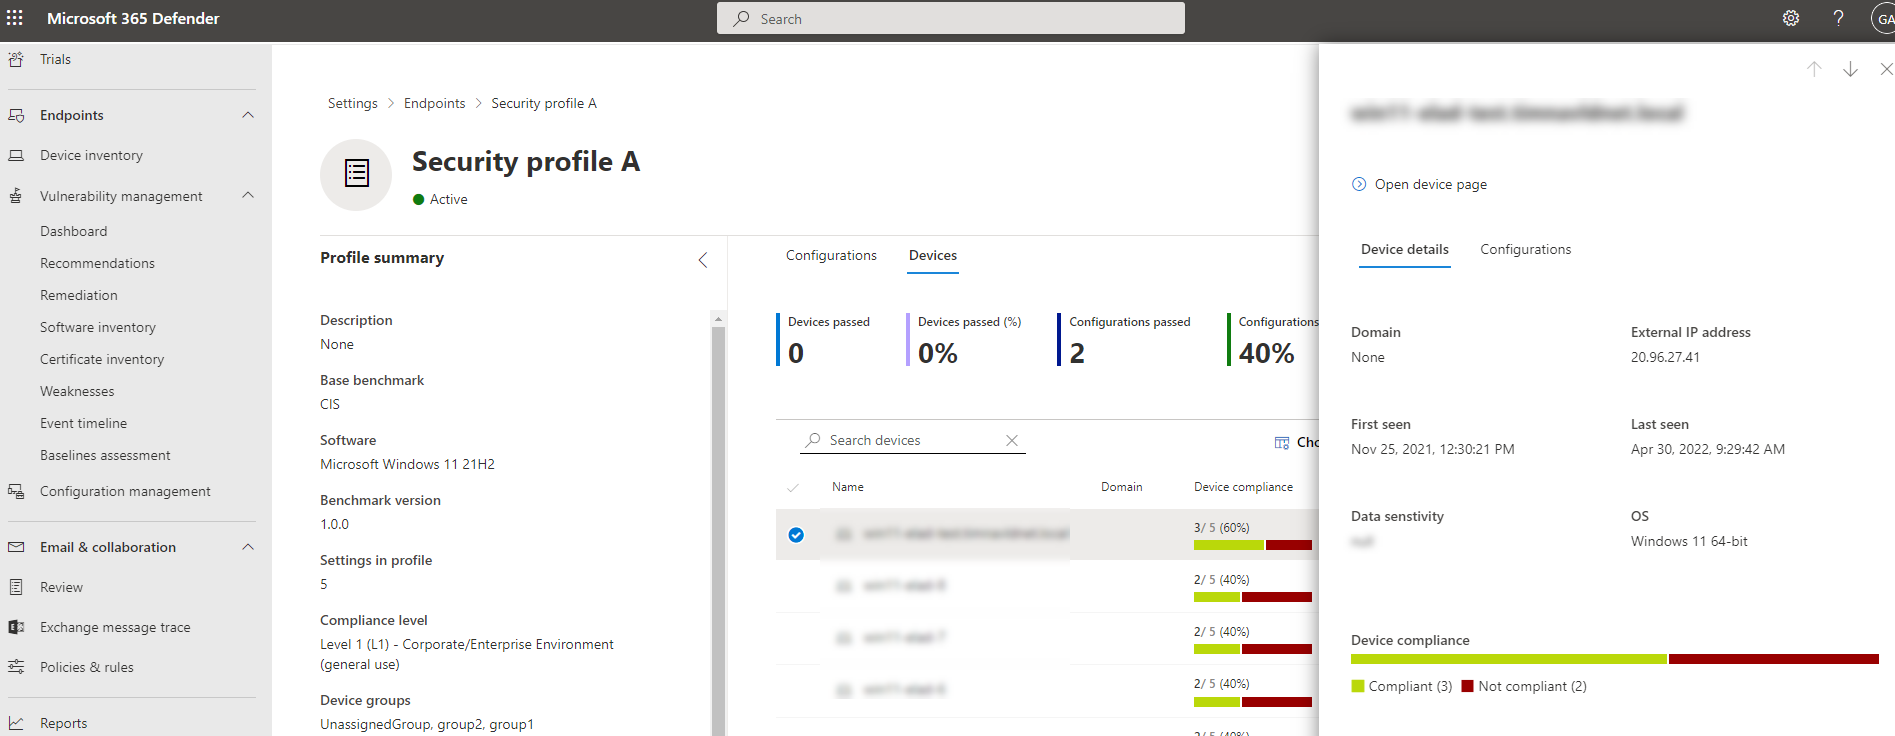 Microsoft 365 Defender
Search
GA
Trials
Endpoints
Device inventory
Vulnerability management
Dashboard
Recommendations
Remediation
Software inventory
Certificate inventory
Weaknesses
Event timeline
Baselines assessment
Configuration management
Email & collaboration
Review
Exchange message trace
Policies & rules
Reports
Settings > Endpoints > Security profile A
Security profile A
Active
Profile summary
Description
None
Base benchmark
CIS
Software
Microsoft Windows 11 21H2
Benchmark version
1.0.0
Settings in profile
5
Compliance level
Level 1 (L1) - Corporate/Enterprise Environment
(general use)
Device groups
UnassignedGroup, group2, group1
Configurations Devices
Devices passed Devices passed (%) Configurations passed Configurations
0 0% 2 40%
Search devices
Cho
Name Domain Device compliance
3/ 5 (60%)
2/ 5 (40%)
2/ 5 (40%)
2/ 5 (40%)
2/ 5 (40%)
Open device page
Device details Configurations
Domain External IP address
None 20.96.27.41
First seen Last seen
Nov 25, 2021, 12:30:21 PM Apr 30, 2022, 9:29:42 AM
Data senstivity OS
Windows 11 64-bit
Device compliance
Compliant (3) Not compliant (2)